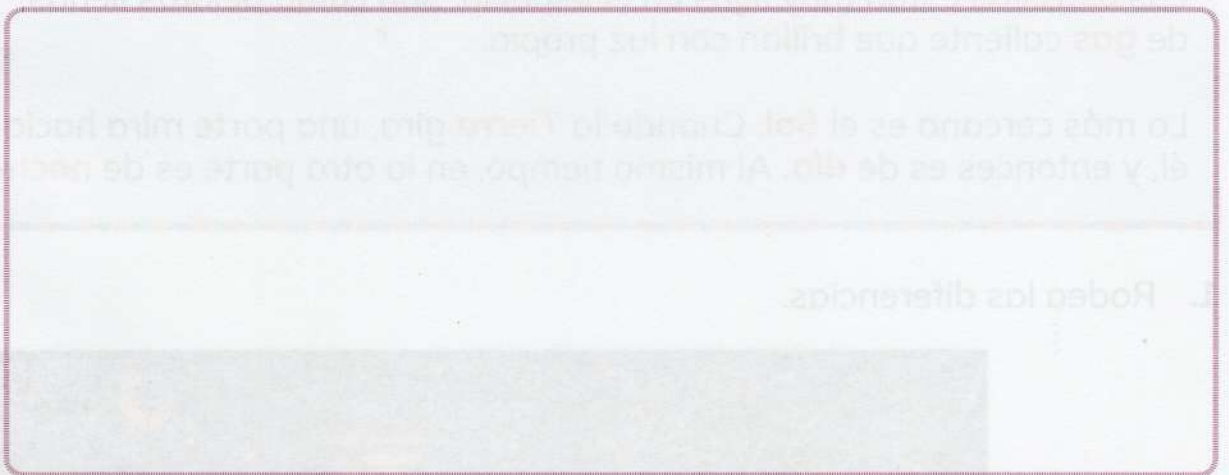 de gas caliente que brillan con luz propia.
La más cercana es el Sol. Cuando la Tierra gira, una parte mira hacia
él, y entonces es de día. Al mismo tiempo, en la otra parte es de noche
1. Rodea las diferencias.